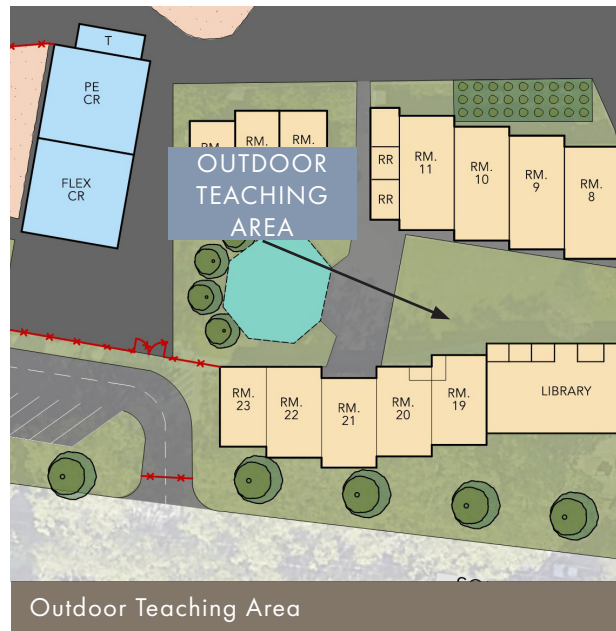 T
PE
CR
FLEX
CR
RM.
RM.
OUTDOOR
TEACHING
AREA
RR
RR
RM.
11
RM.
10
RM.
9
RM.
8
RM.
23
RM.
22
RM.
21
RM.
20
RM.
19
LIBRARY
Outdoor Teaching Area